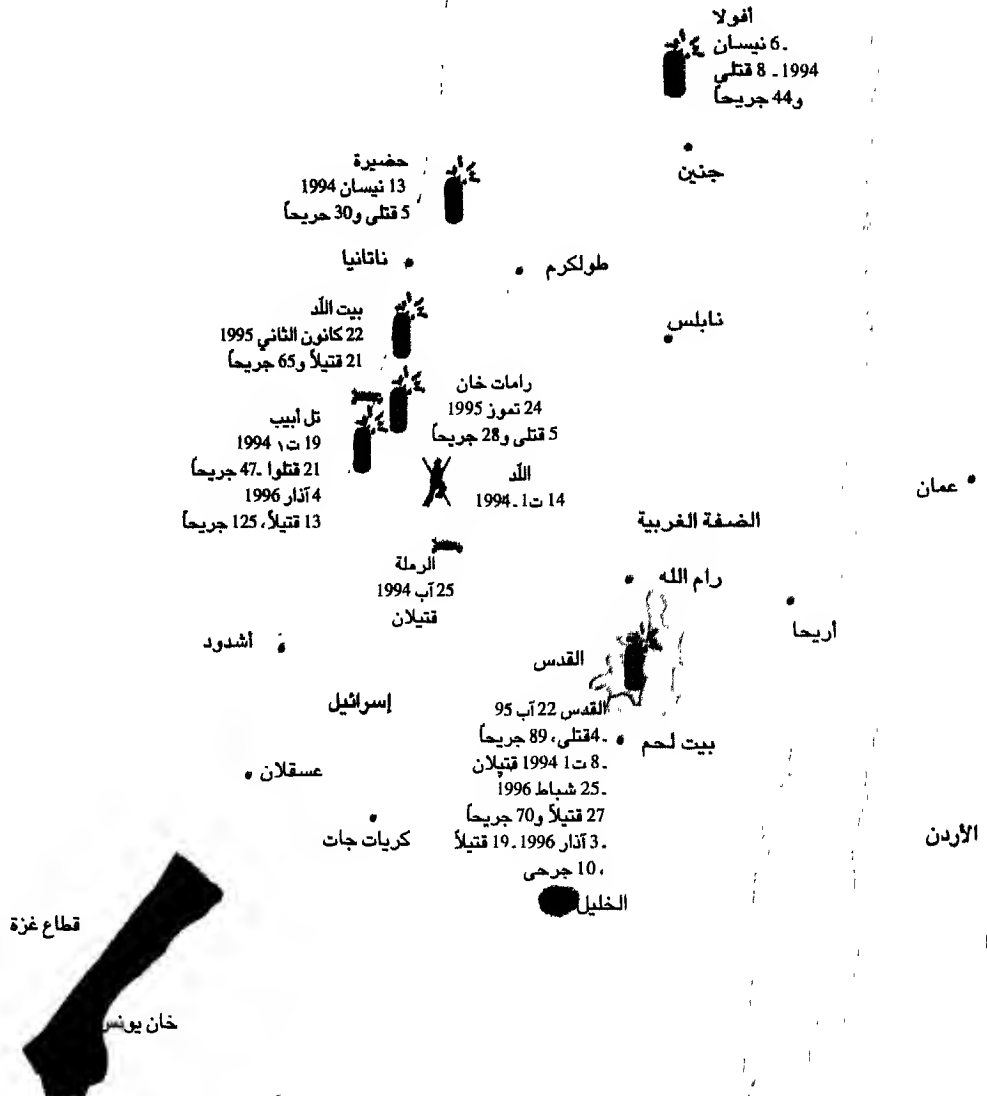 أفولا
ـ 6 نيسان
1994 ـ 8 قتلى
و44 جريحاً
جنين
حضيرة
13 نيسان 1994
5 قتلى و30 جريحاً
ناتانيا
طولكرم
بيت اللّد
22 كانون الثاني 1995
21 قتيلاً و65 جريحاً
نابلس
رامات خان
24 تموز 1995
5 قتلى و28 جريحاً
تل أبيب
19 ت١ 1994
21 قتلوا ـ 47 جريحاً
4 آذار 1996
13 قتيلاً، 125 جريحاً
اللّد
14 ت1 ـ 1994
عمان
الضفة الغربية
الرملة
25 آب 1994
قتيلان
رام الله
أريحا
أشدود
القدس
إسرائيل
القدس 22 آب 95
ـ 4 قتلى، 89 جريحاً
ـ 8 ت1 1994 قتيلان
ـ 25 شباط 1996
27 قتيلاً و70 جريحاً
ـ 3 آذار 1996 ـ 19 قتيلاً
، 10 جرحى
بيت لحم
عسقلان
كريات جات
الأردن
الخليل
قطاع غزة
خان يونس